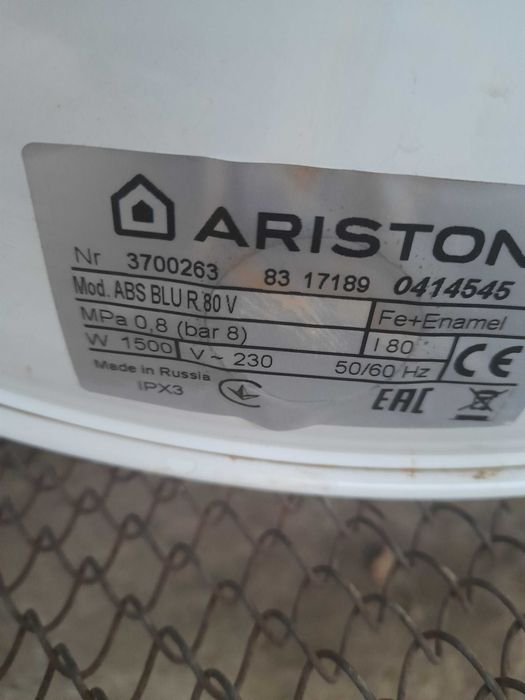 ARISTON
Nr 3700263 83 17189 0414545
Mod. ABS BLU R 80 V Fe+Enamel
MPa 0,8 (bar 8) l 80
W 1500 V~ 230 50/60 Hz CE
Made in Russia
IPX3 EAC